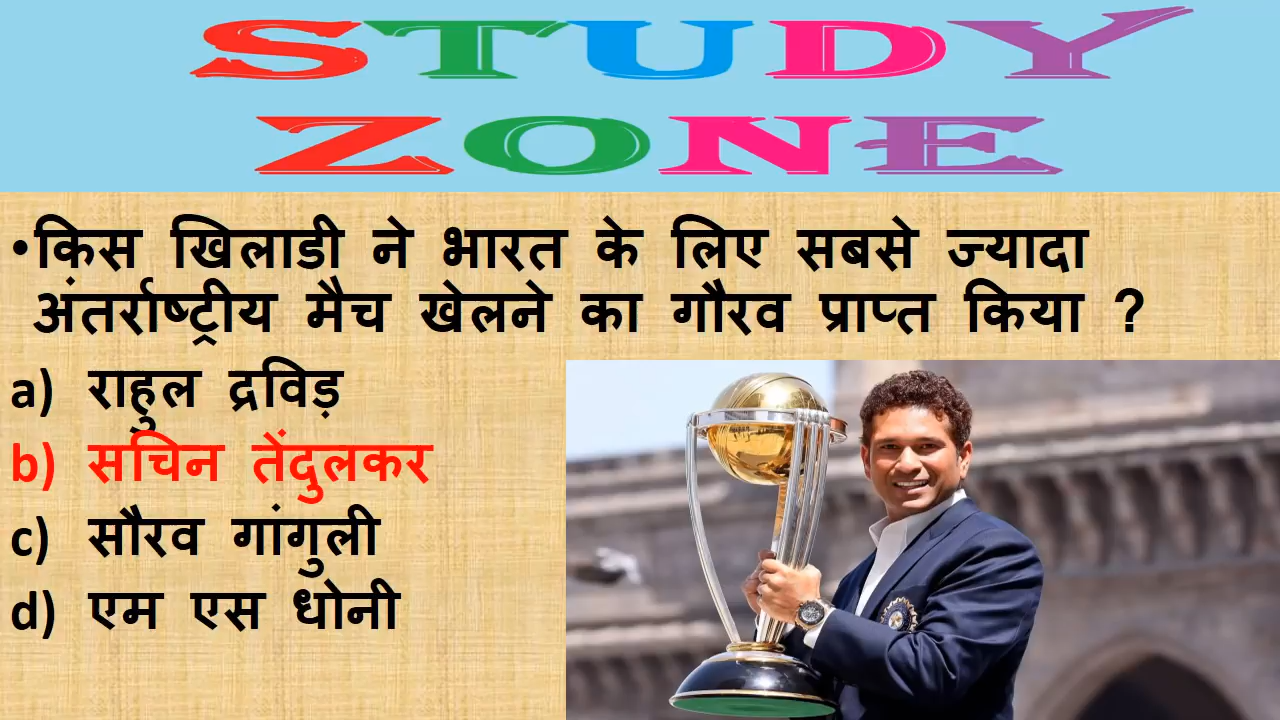 STUDY
ZONE
•किस खिलाडी ने भारत के लिए सबसे ज्यादा
अंतर्राष्ट्रीय मैच खेलने का गौरव प्राप्त किया ?
a) राहुल द्रविड़
b) सचिन तेंदुलकर
c) सौरव गांगुली
d) एम एस धोनी